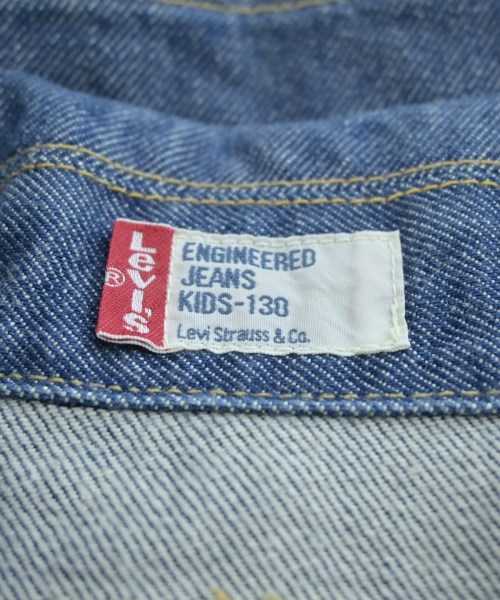 LEVI'S
®
ENGINEERED
JEANS
KIDS-130
Levi Strauss & Co.